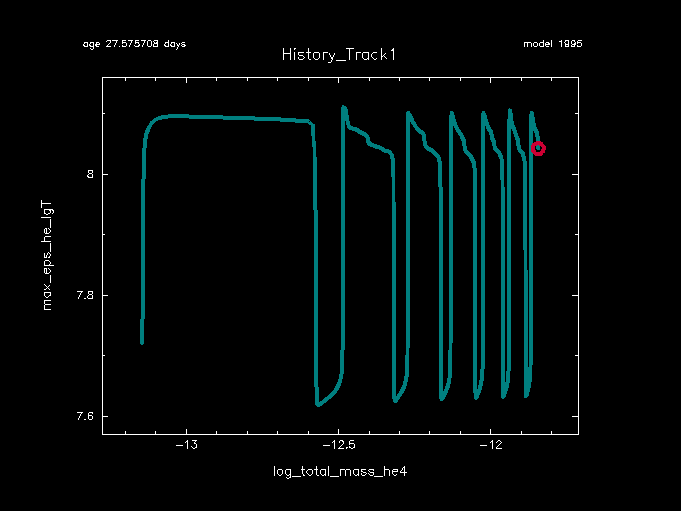 age 27.575708 days
model 1995
History_Track1
max_eps_he_lgT
8
7.8
7.6
-13
-12.5
-12
log_total_mass_he4